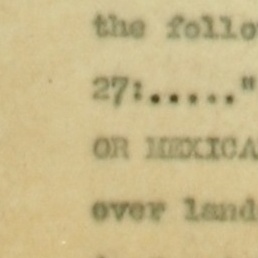 the follo
27:....."
OR MEXICA
ever land